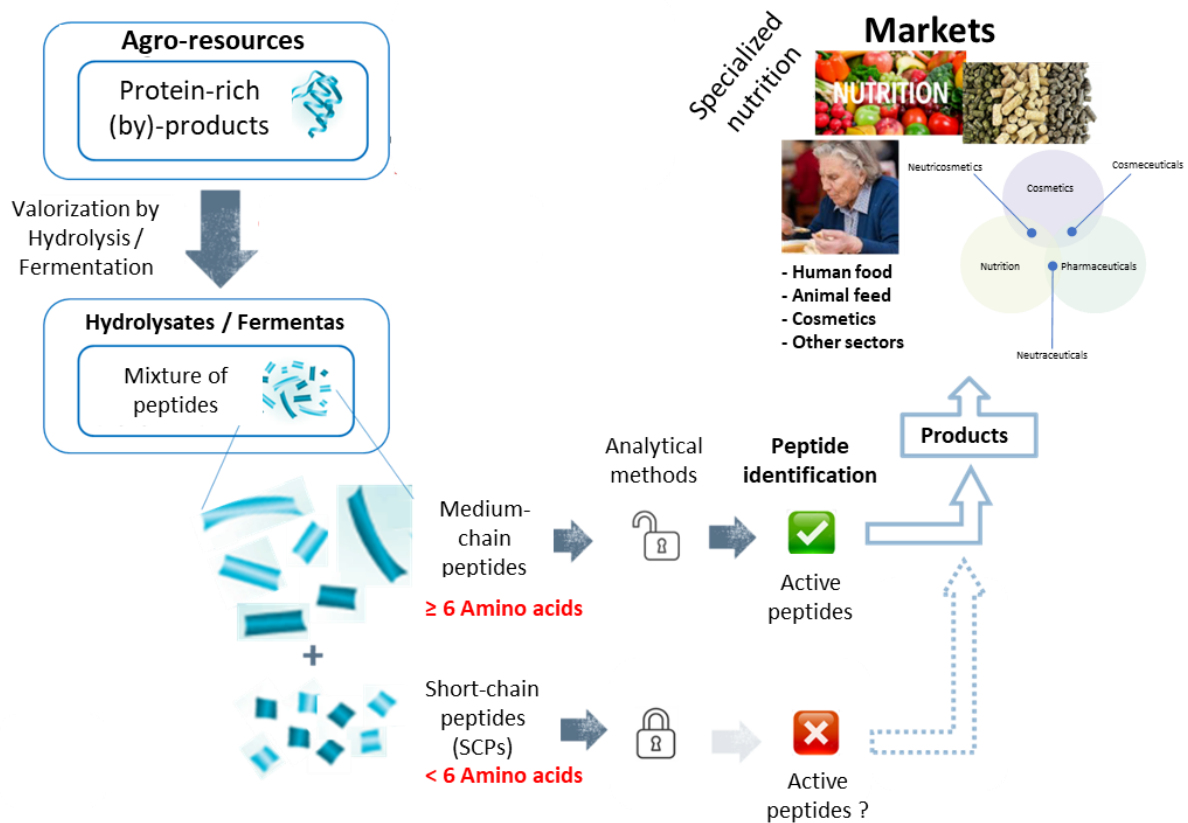 Agro-resources
Protein-rich
(by)-products
Valorization by
Hydrolysis /
Fermentation
Hydrolysates / Fermentas
Mixture of
peptides
Medium-
chain
peptides
≥ 6 Amino acids
+
Short-chain
peptides
(SCPs)
< 6 Amino acids
Analytical
methods
Peptide
identification
Active
peptides
Active
peptides ?
Products
Markets
Specialized
nutrition
NUTRITION
- Human food
- Animal feed
- Cosmetics
- Other sectors
Neutricosmetics
Cosmeceuticals
Cosmetics
Nutrition
Pharmaceuticals
Neutraceuticals